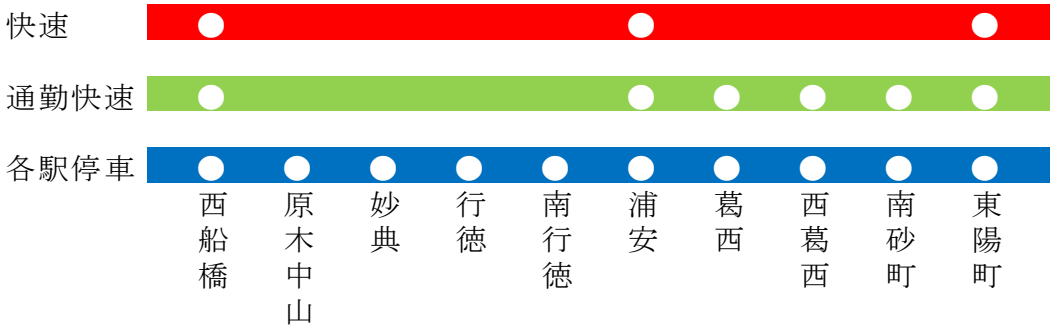 快速
通勤快速
各駅停車
西船橋
原木中山
妙典
行徳
南行徳
浦安
葛西
西葛西
南砂町
東陽町